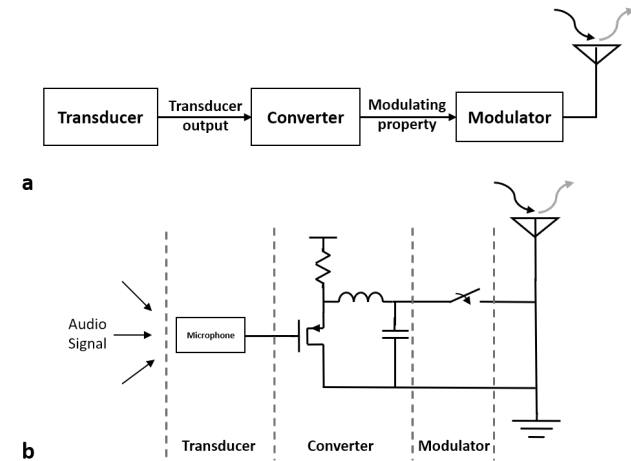 Transducer
Transducer
output
Converter
Modulating
property
Modulator
a
Audio
Signal
Microphone
Transducer
Converter
Modulator
b